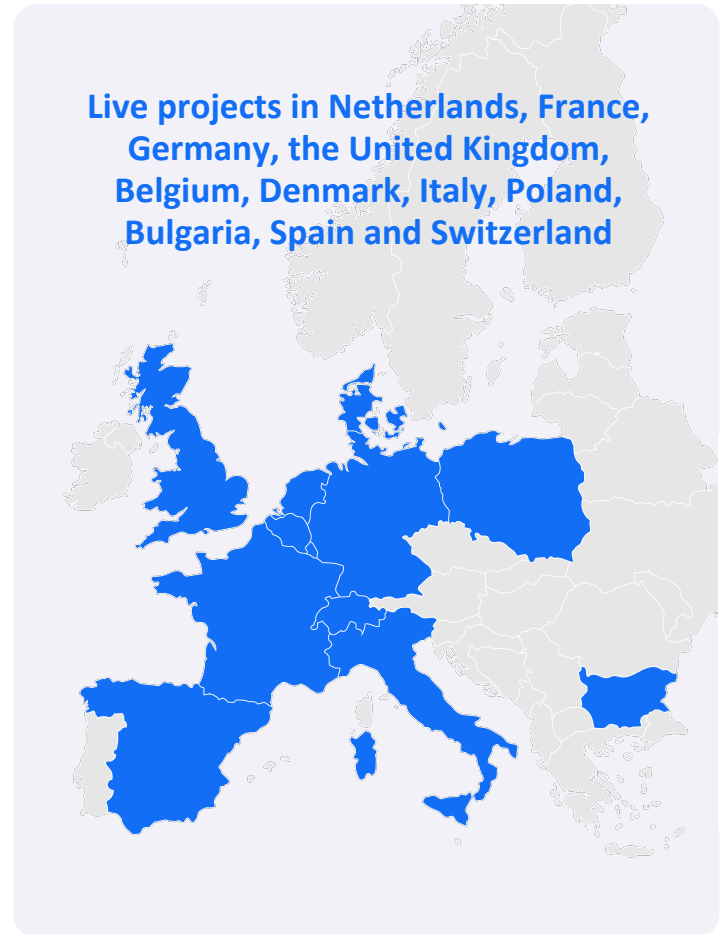 Live projects in Netherlands, France,
Germany, the United Kingdom,
Belgium, Denmark, Italy, Poland,
Bulgaria, Spain and Switzerland